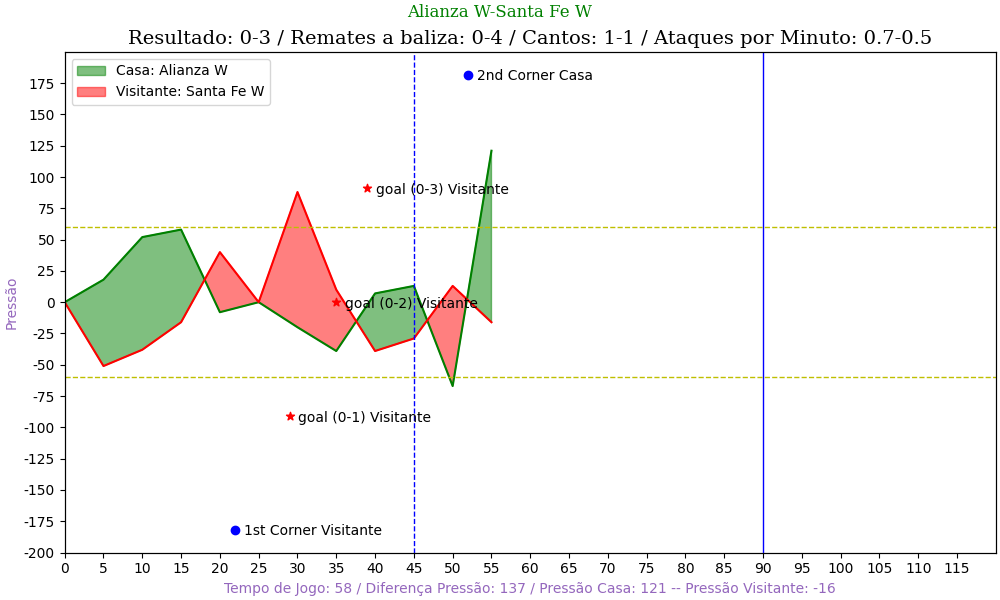 Alianza W-Santa Fe W
Resultado: 0-3 / Remates a baliza: 0-4 / Cantos: 1-1 / Ataques por Minuto: 0.7-0.5
Casa: Alianza W
Visitante: Santa Fe W
2nd Corner Casa
goal (0-3) Visitante
goal (0-2) Visitante
goal (0-1) Visitante
1st Corner Visitante
Pressão
175
150
125
100
75
50
25
0
-25
-50
-75
-100
-125
-150
-175
-200
0 5 10 15 20 25 30 35 40 45 50 55 60 65 70 75 80 85 90 95 100 105 110 115
Tempo de Jogo: 58 / Diferença Pressão: 137 / Pressão Casa: 121 -- Pressão Visitante: -16